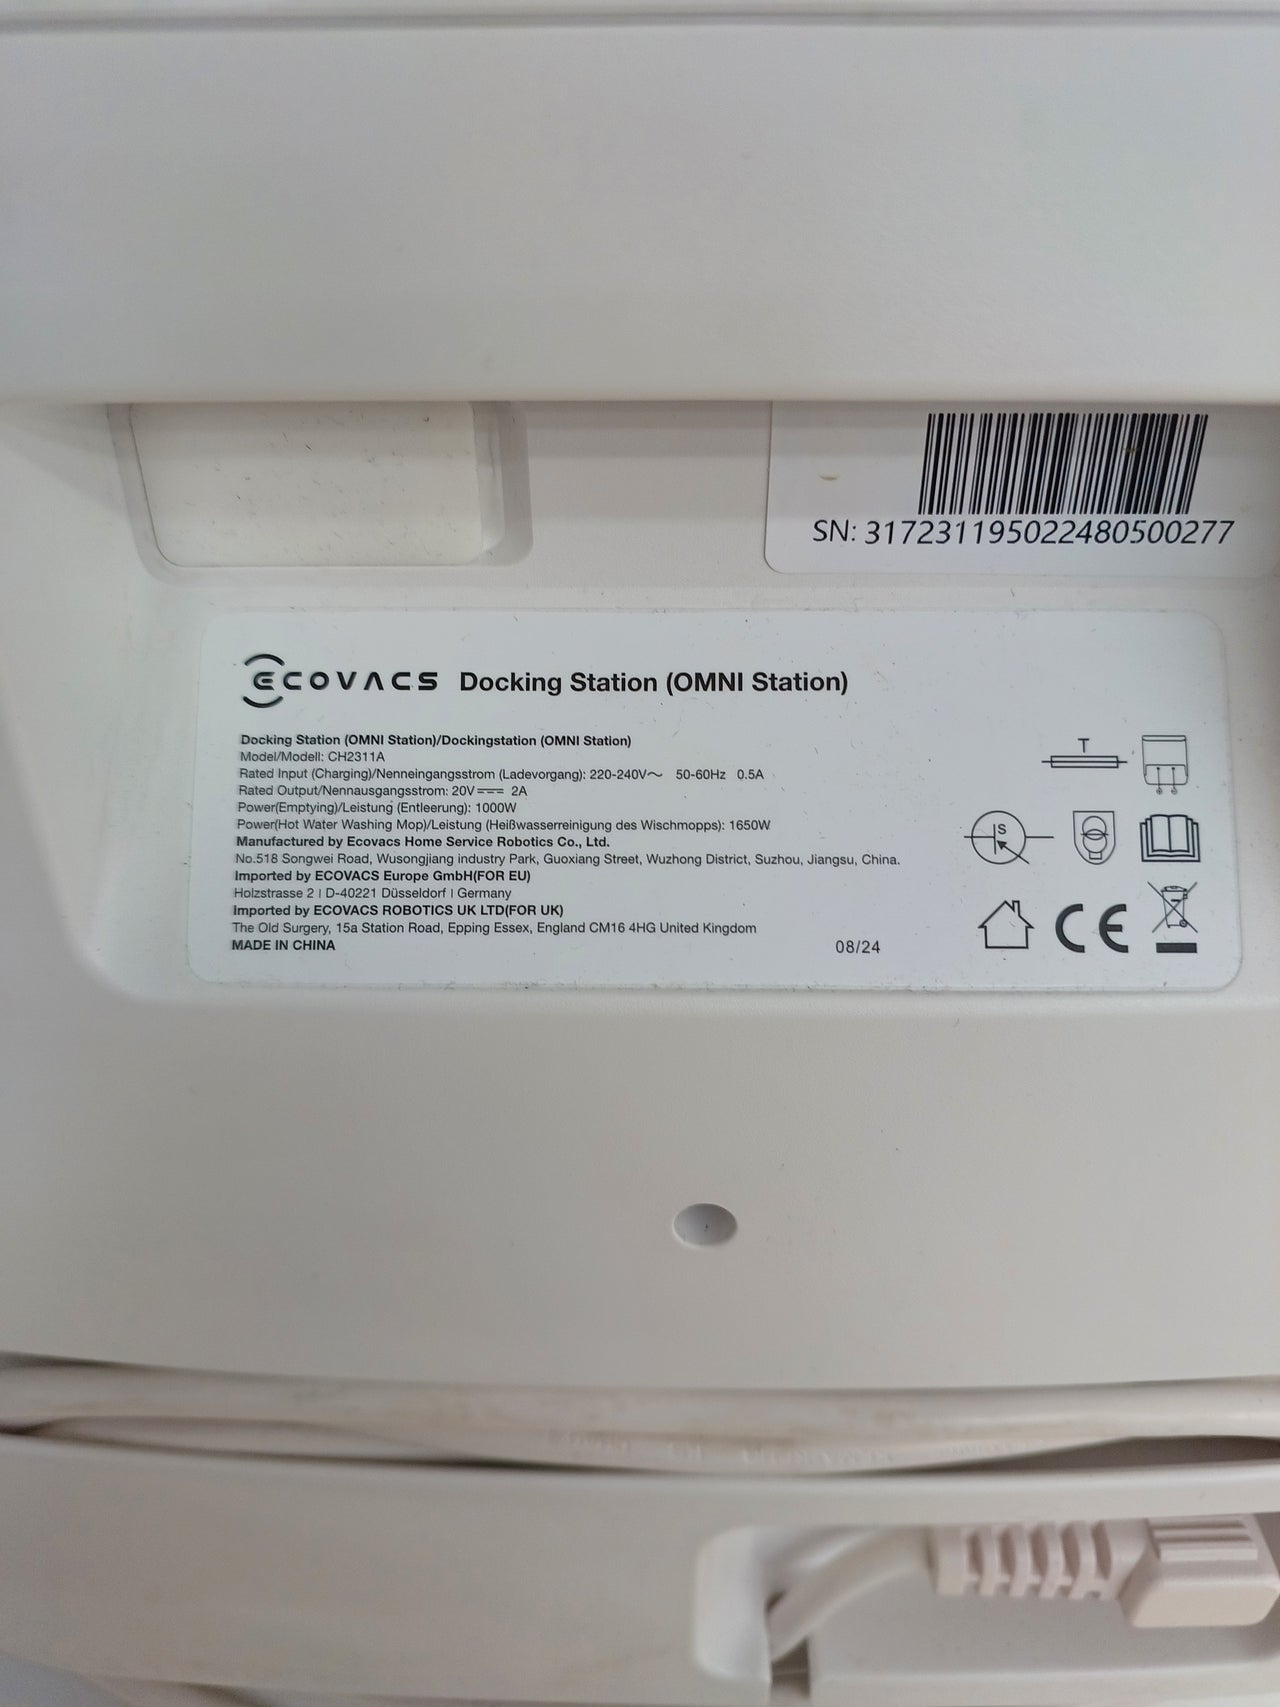 SN: 317231195022480500277
ECOVACS Docking Station (OMNI Station)
Docking Station (OMNI Station)/Dockingstation (OMNI Station)
Model/Modell: CH2311A
Rated Input (Charging)/Nenneingangsstrom (Ladevorgang): 220-240V～ 50-60Hz 0.5A
Rated Output/Nennausgangsstrom: 20V⎓ 2A
Power(Emptying)/Leistung (Entleerung): 1000W
Power(Hot Water Washing Mop)/Leistung (Heißwasserreinigung des Wischmopps): 1650W
Manufactured by Ecovacs Home Service Robotics Co., Ltd.
No.518 Songwei Road, Wusongjiang industry Park, Guoxiang Street, Wuzhong District, Suzhou, Jiangsu, China.
Imported by ECOVACS Europe GmbH(FOR EU)
Holzstrasse 2 I D-40221 Düsseldorf I Germany
Imported by ECOVACS ROBOTICS UK LTD(FOR UK)
The Old Surgery, 15a Station Road, Epping Essex, England CM16 4HG United Kingdom
MADE IN CHINA
08/24
T
S
CE